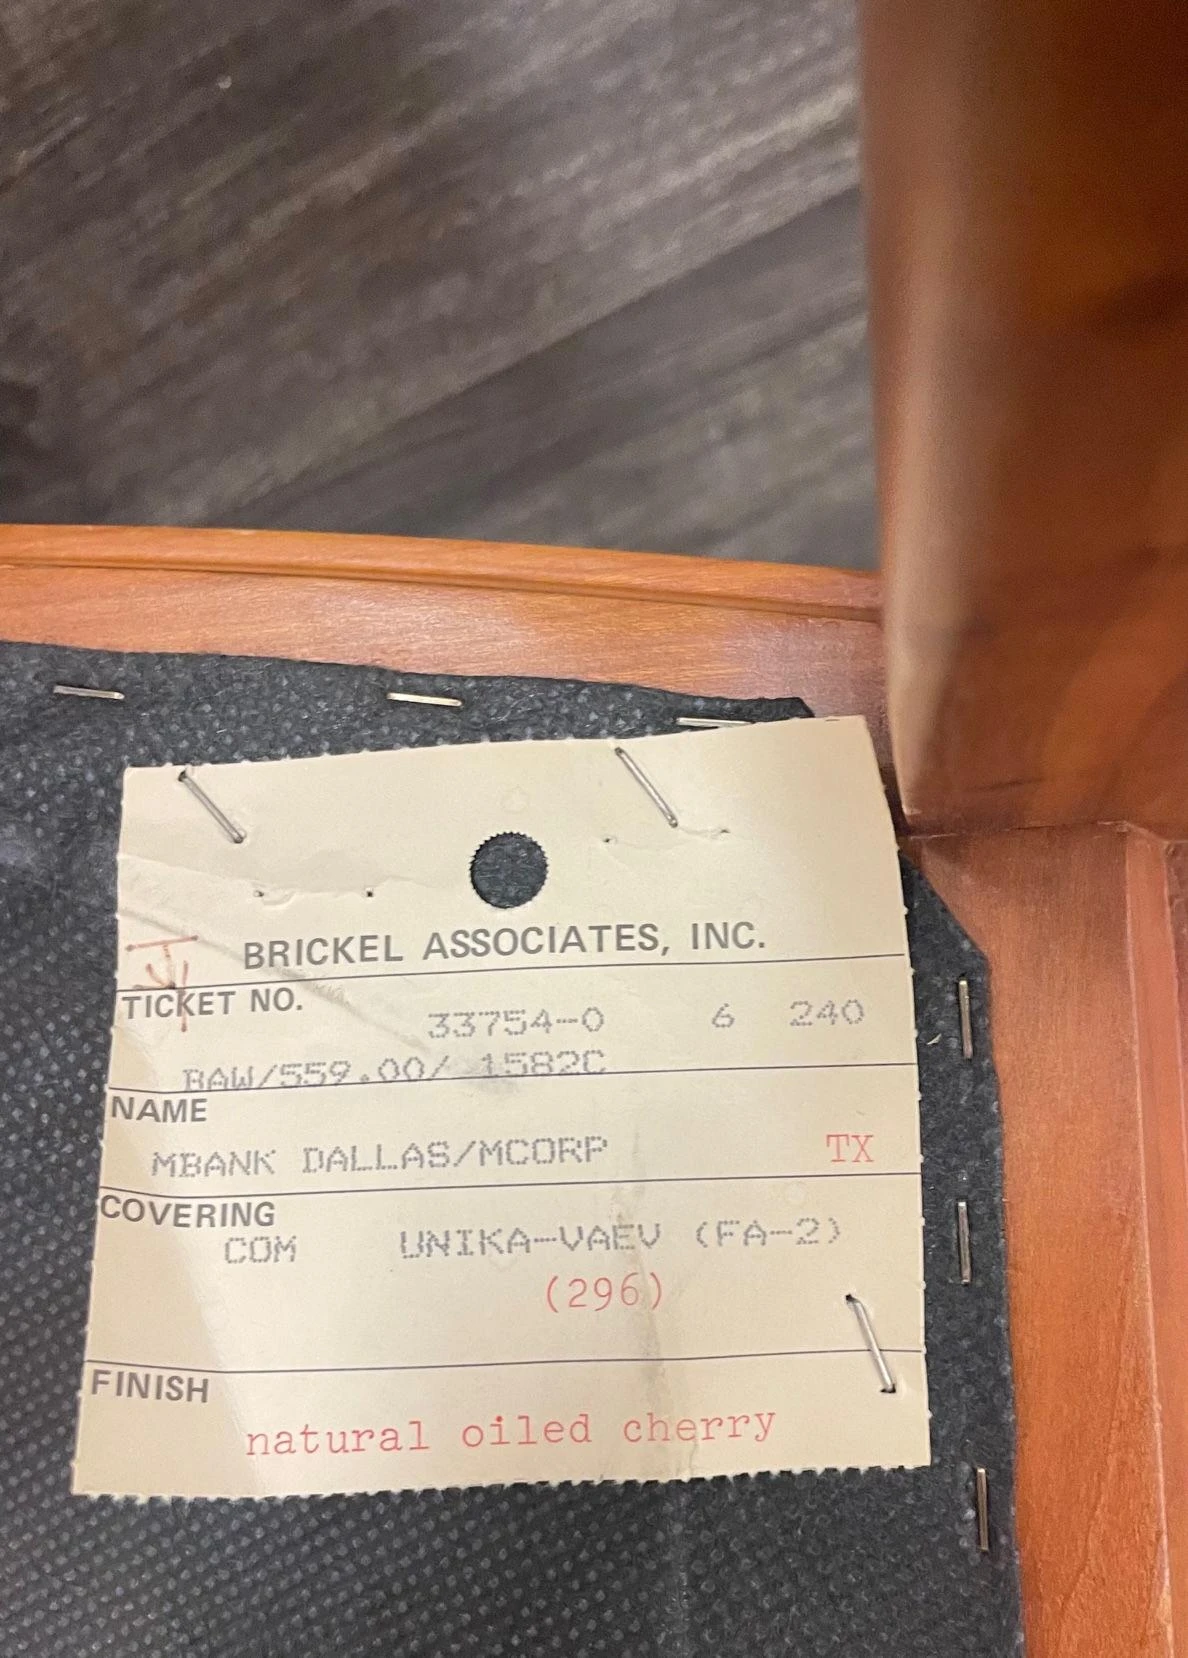 BRICKEL ASSOCIATES, INC.
TICKET NO.
33754-0 6 240
BAW/559.00/ 1582C
NAME
MBANK DALLAS/MCORP TX
COVERING
COM UNIKA-VAEV (FA-2)
(296)
FINISH
natural oiled cherry